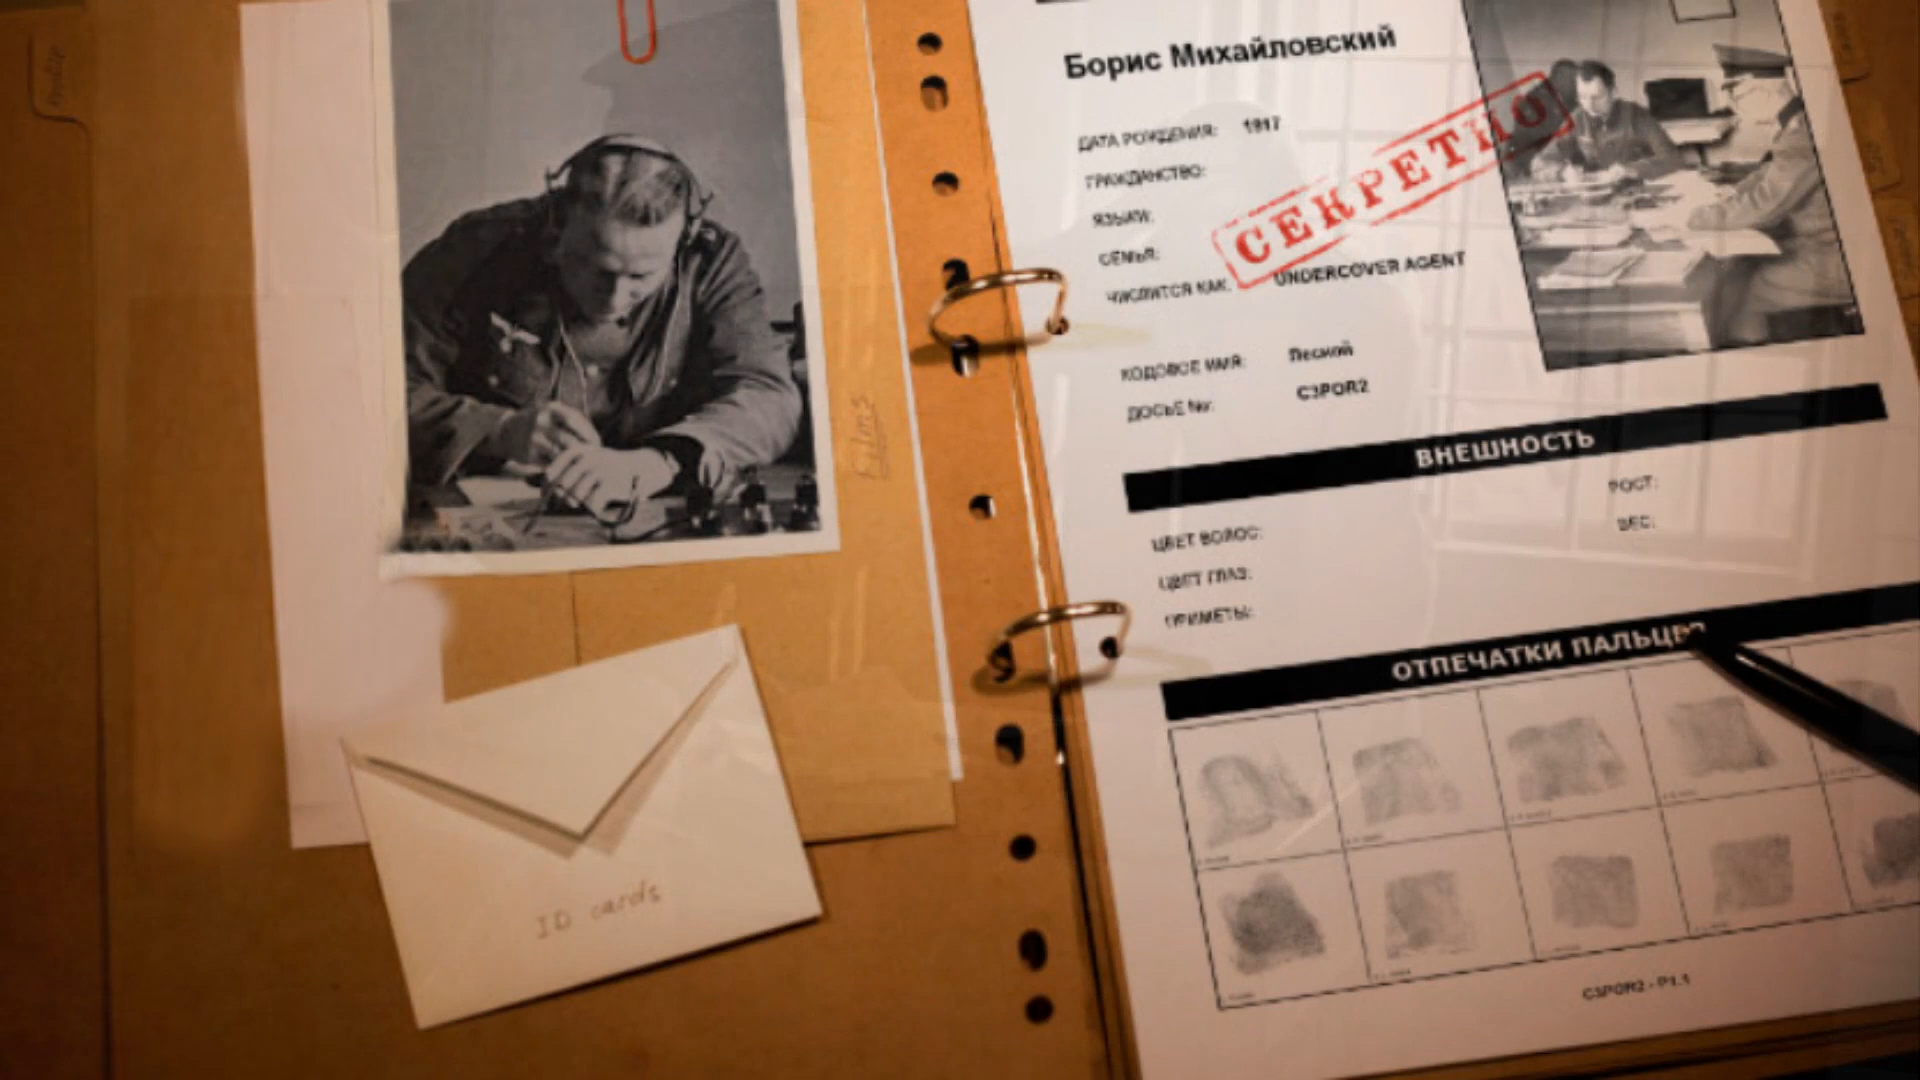 Films
ID cards
Борис Михайловский
СЕКРЕТНО
ДАТА РОЖДЕНИЯ: 1917
ГРАЖДАНСТВО:
ЯЗЫКИ:
СЕМЬЯ:
ЧИСЛИТСЯ КАК: UNDERCOVER AGENT
КОДОВОЕ ИМЯ: Лесной
ДОСЬЕ №: C3POR2
ВНЕШНОСТЬ
РОСТ:
ВЕС:
ЦВЕТ ВОЛОС:
ЦВЕТ ГЛАЗ:
ПРИМЕТЫ:
ОТПЕЧАТКИ ПАЛЬЦЕВ
C3POR2 - P1.1